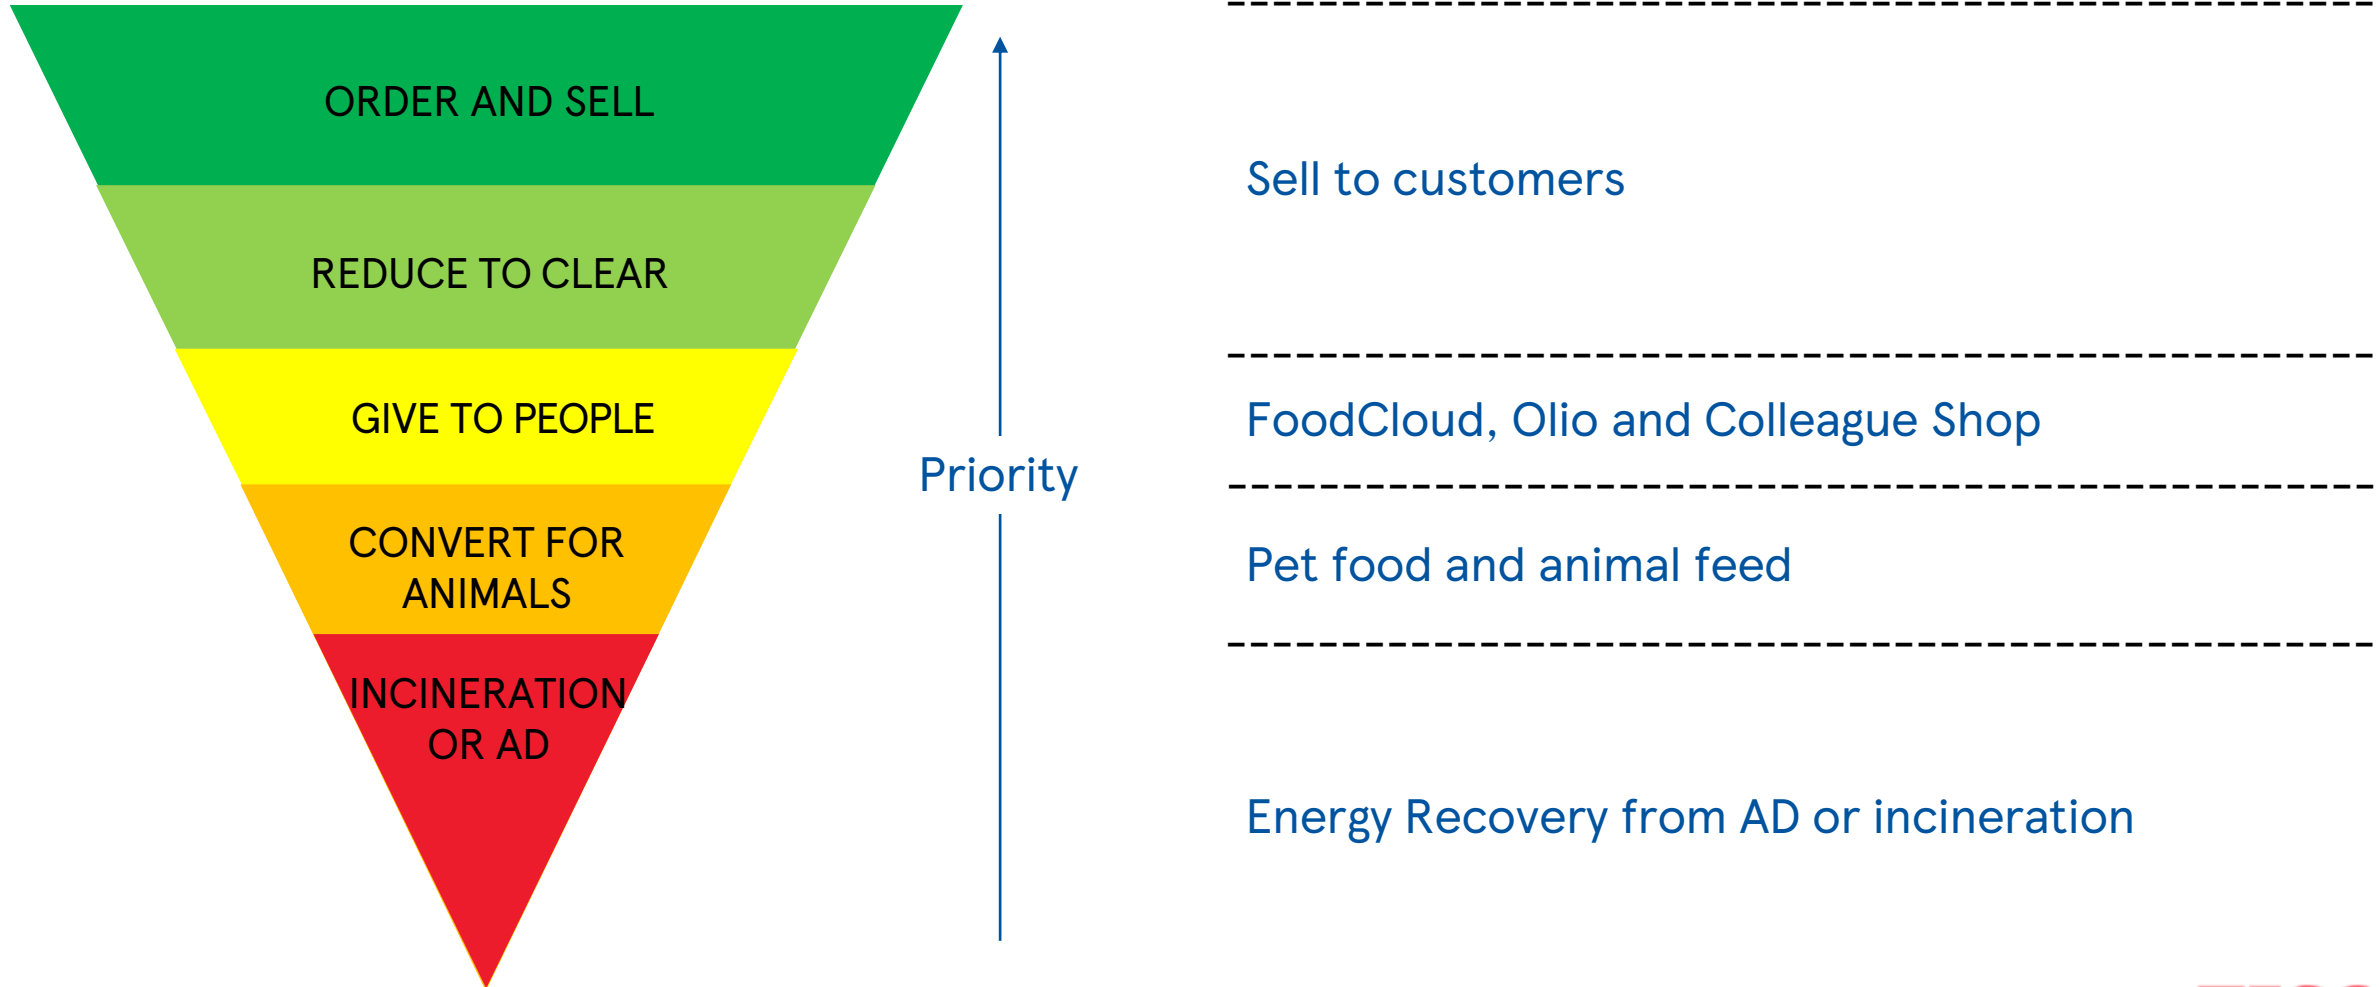 ORDER AND SELL
REDUCE TO CLEAR
GIVE TO PEOPLE
CONVERT FOR
ANIMALS
INCINERATION
OR AD
Priority
Sell to customers
FoodCloud, Olio and Colleague Shop
Pet food and animal feed
Energy Recovery from AD or incineration